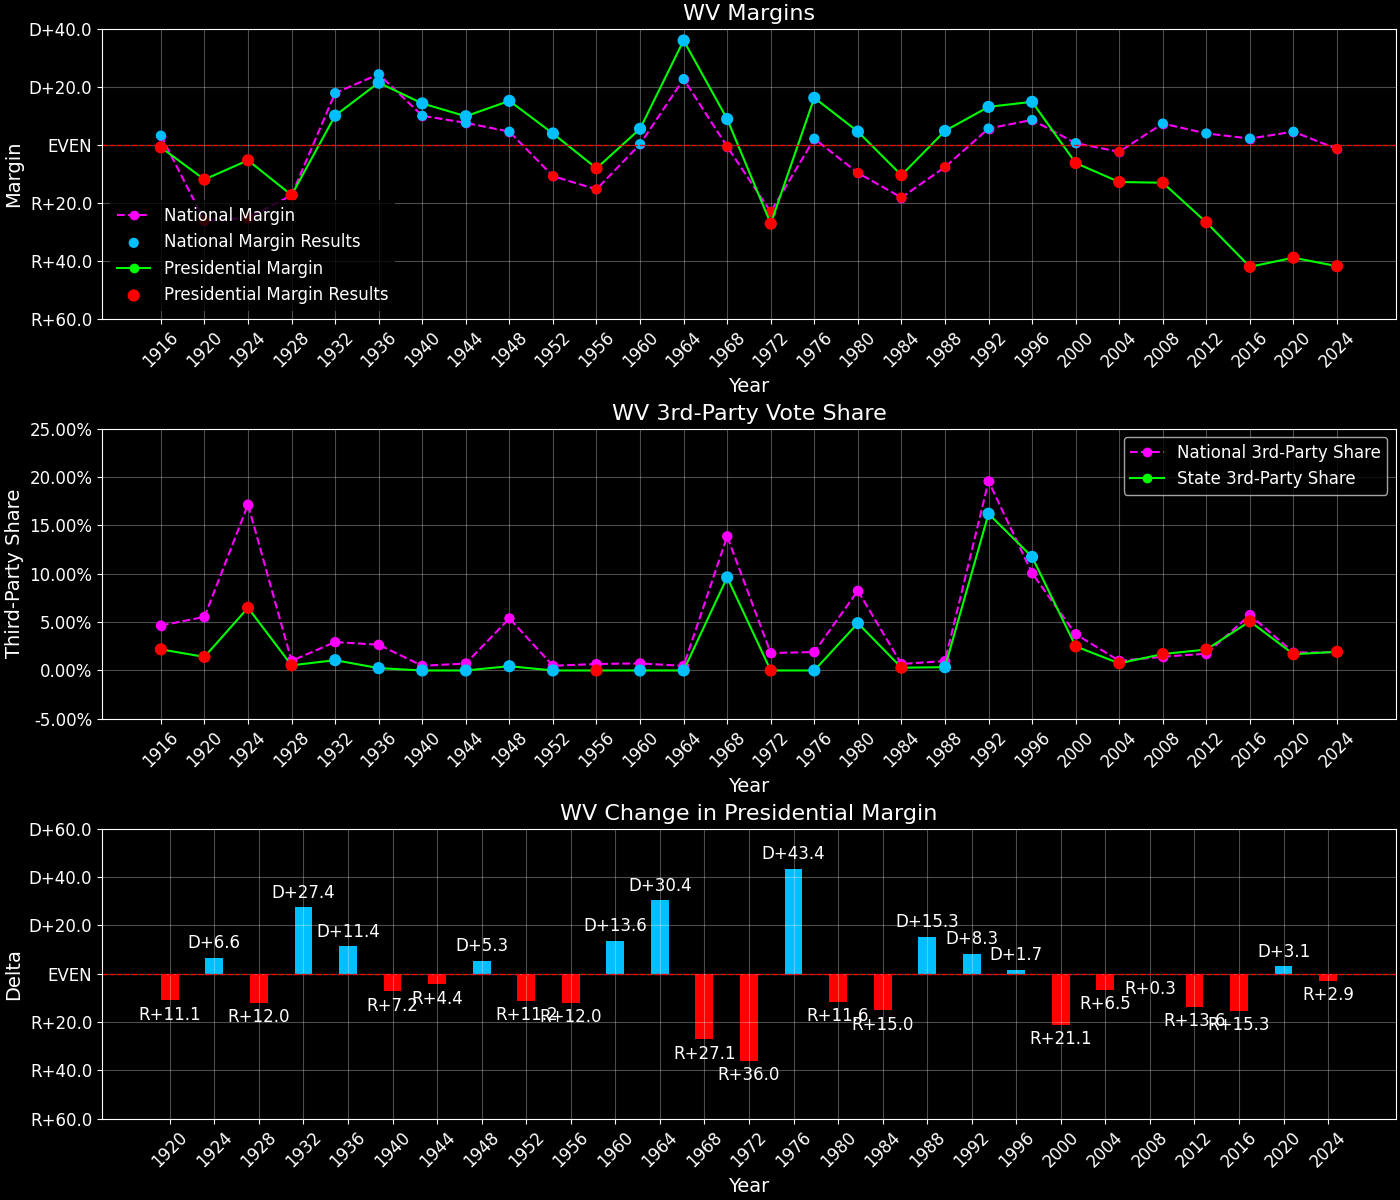 WV Margins
D+40.0
D+20.0
EVEN
R+20.0
R+40.0
R+60.0
Margin
National Margin
National Margin Results
Presidential Margin
Presidential Margin Results
1916 1920 1924 1928 1932 1936 1940 1944 1948 1952 1956 1960 1964 1968 1972 1976 1980 1984 1988 1992 1996 2000 2004 2008 2012 2016 2020 2024
Year
WV 3rd-Party Vote Share
25.00%
20.00%
15.00%
10.00%
5.00%
0.00%
-5.00%
Third-Party Share
National 3rd-Party Share
State 3rd-Party Share
1916 1920 1924 1928 1932 1936 1940 1944 1948 1952 1956 1960 1964 1968 1972 1976 1980 1984 1988 1992 1996 2000 2004 2008 2012 2016 2020 2024
Year
WV Change in Presidential Margin
D+60.0
D+40.0
D+20.0
EVEN
R+20.0
R+40.0
R+60.0
Delta
R+11.1
D+6.6
R+12.0
D+27.4
D+11.4
R+7.2
R+4.4
D+5.3
R+11.2
R+12.0
D+13.6
D+30.4
R+27.1
R+36.0
D+43.4
R+11.6
R+15.0
D+15.3
D+8.3
D+1.7
R+21.1
R+6.5
R+0.3
R+13.6
R+15.3
D+3.1
R+2.9
1920 1924 1928 1932 1936 1940 1944 1948 1952 1956 1960 1964 1968 1972 1976 1980 1984 1988 1992 1996 2000 2004 2008 2012 2016 2020 2024
Year